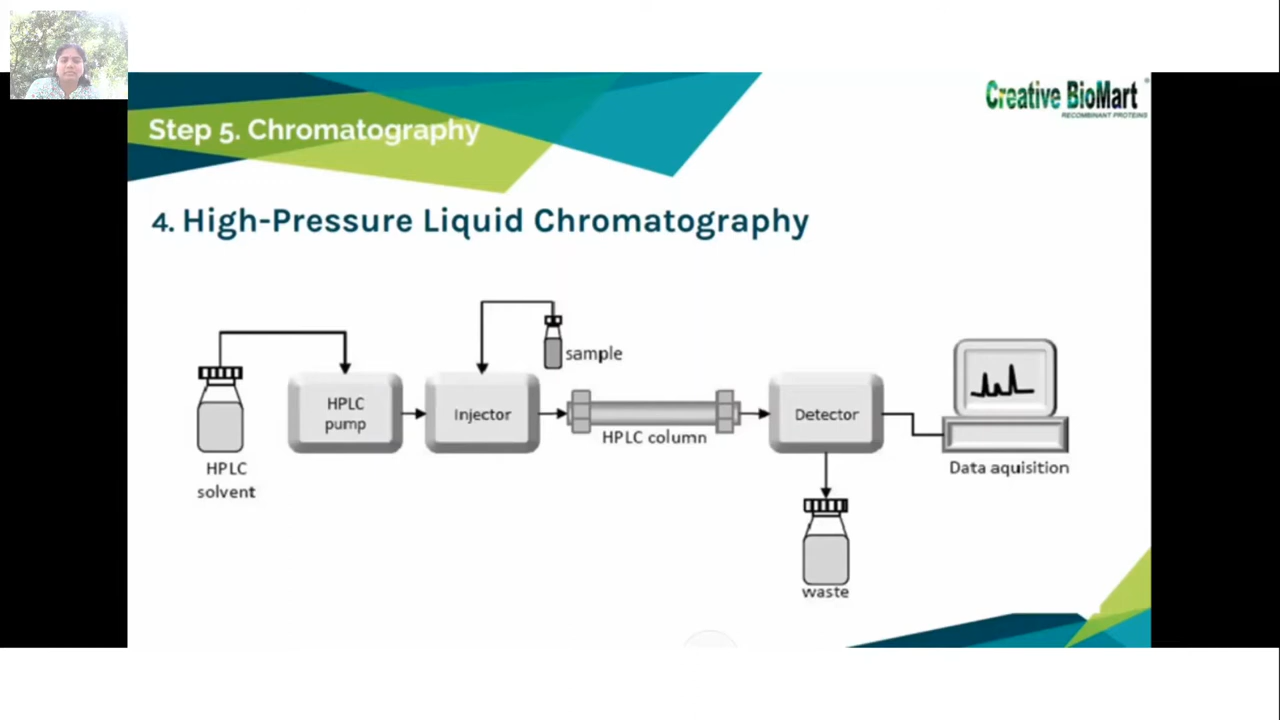 Creative BioMart
RECOMBINANT PROTEINS
Step 5. Chromatography
4. High-Pressure Liquid Chromatography
sample
HPLC
pump
Injector
HPLC column
Detector
HPLC
solvent
Data aquisition
waste